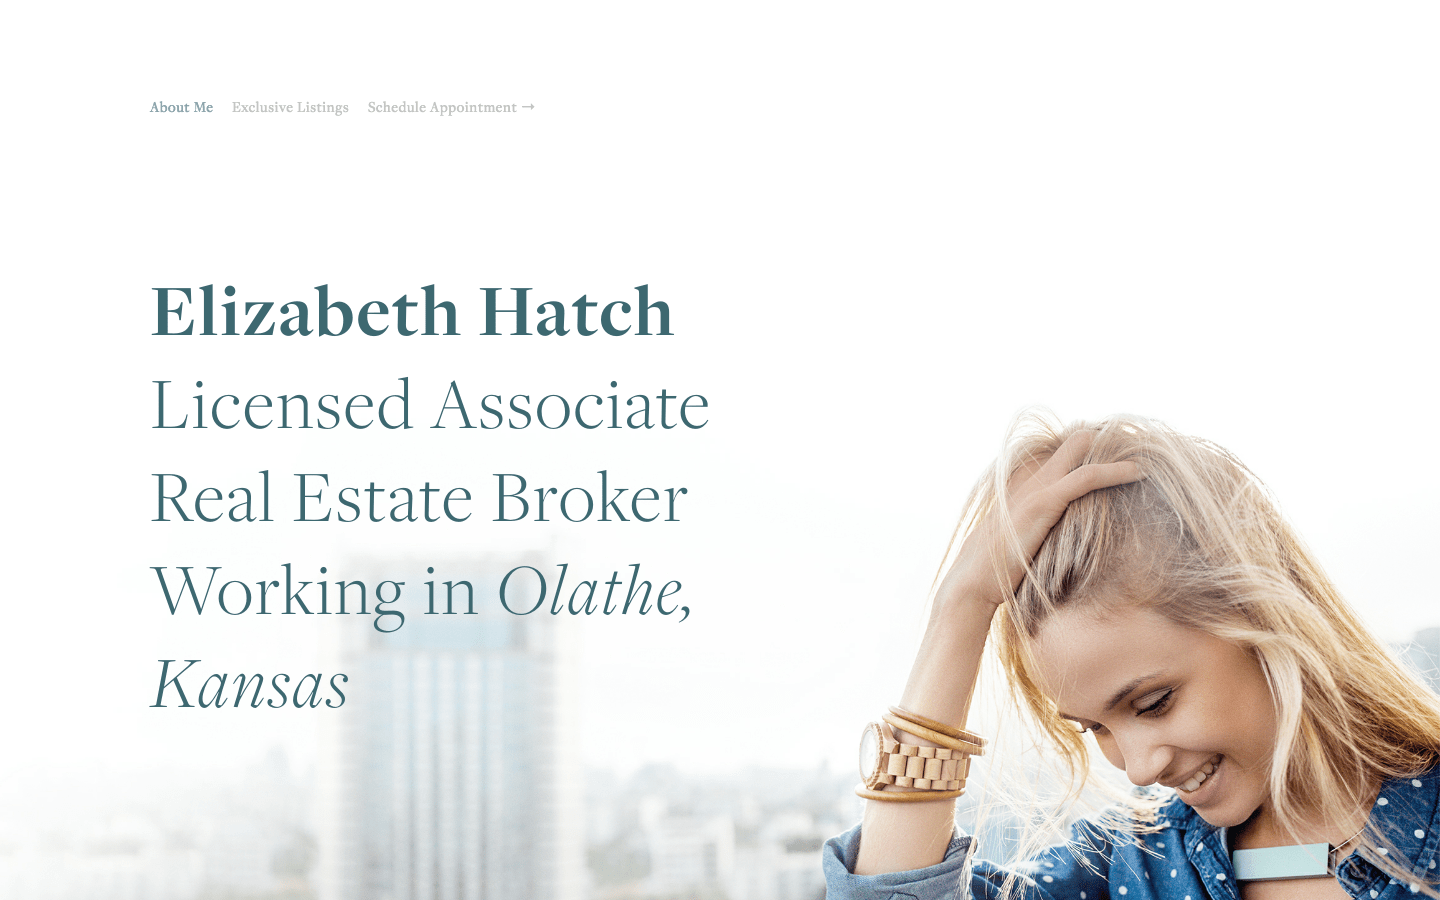 About Me Exclusive Listings Schedule Appointment →
Elizabeth Hatch
Licensed Associate
Real Estate Broker
Working in Olathe,
Kansas